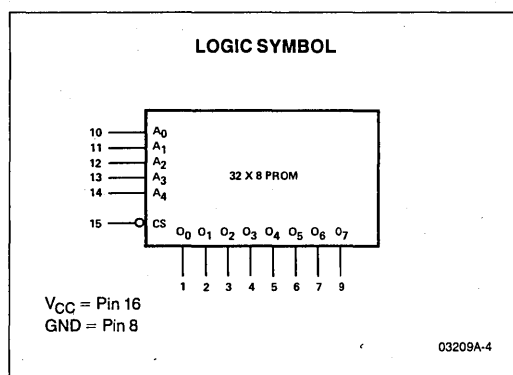 LOGIC SYMBOL
10 A0
11 A1
12 A2
13 A3
14 A4
32 X 8 PROM
15 CS
O0 O1 O2 O3 O4 O5 O6 O7
1 2 3 4 5 6 7 9
VCC = Pin 16
GND = Pin 8
03209A-4